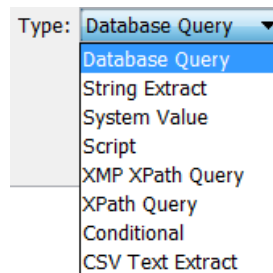 Type: Database Query
Database Query
String Extract
System Value
Script
XMP XPath Query
XPath Query
Conditional
CSV Text Extract